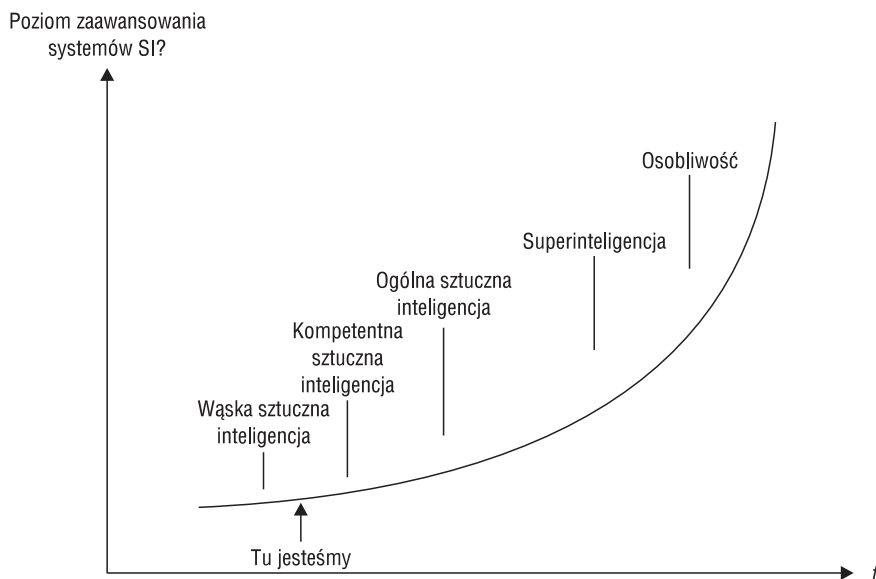 Poziom zaawansowania
systemów SI?
Osobliwość
Superinteligencja
Ogólna sztuczna
inteligencja
Kompetentna
sztuczna
inteligencja
Wąska sztuczna
inteligencja
Tu jesteśmy
t